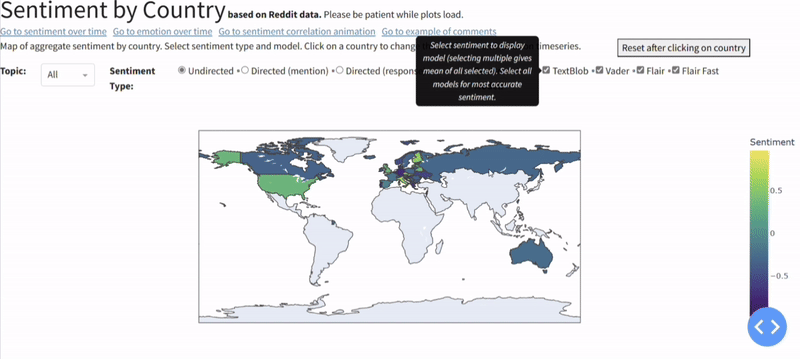 Sentiment by Country based on Reddit data. Please be patient while plots load.
Go to sentiment over time Go to emotion over time Go to sentiment correlation animation Go to example of comments
Map of aggregate sentiment by country. Select sentiment type and model. Click on a country to chang imeseries.
Reset after clicking on country
Select sentiment to display
model (selecting multiple gives
mean of all selected). Select all
models for most accurate
sentiment.
Topic: All Sentiment
Type:
Undirected Directed (mention) Directed (respon TextBlob Vader Flair Flair Fast
Sentiment
0.5
0
−0.5